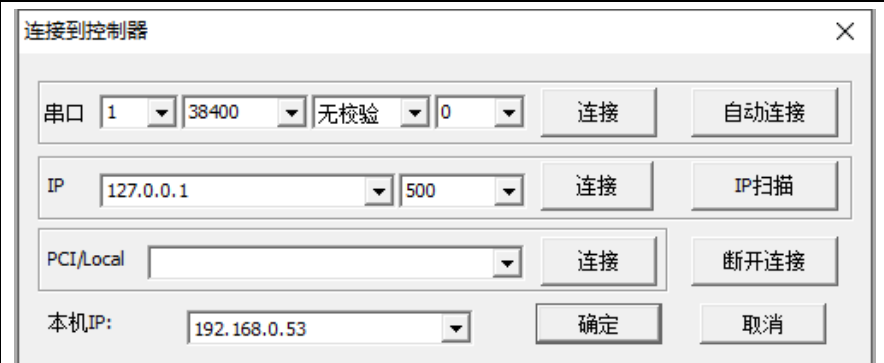 连接到控制器
串口 1 38400 无校验 0 连接 自动连接
IP 127.0.0.1 500 连接 IP扫描
PCI/Local 连接 断开连接
本机IP: 192.168.0.53 确定 取消